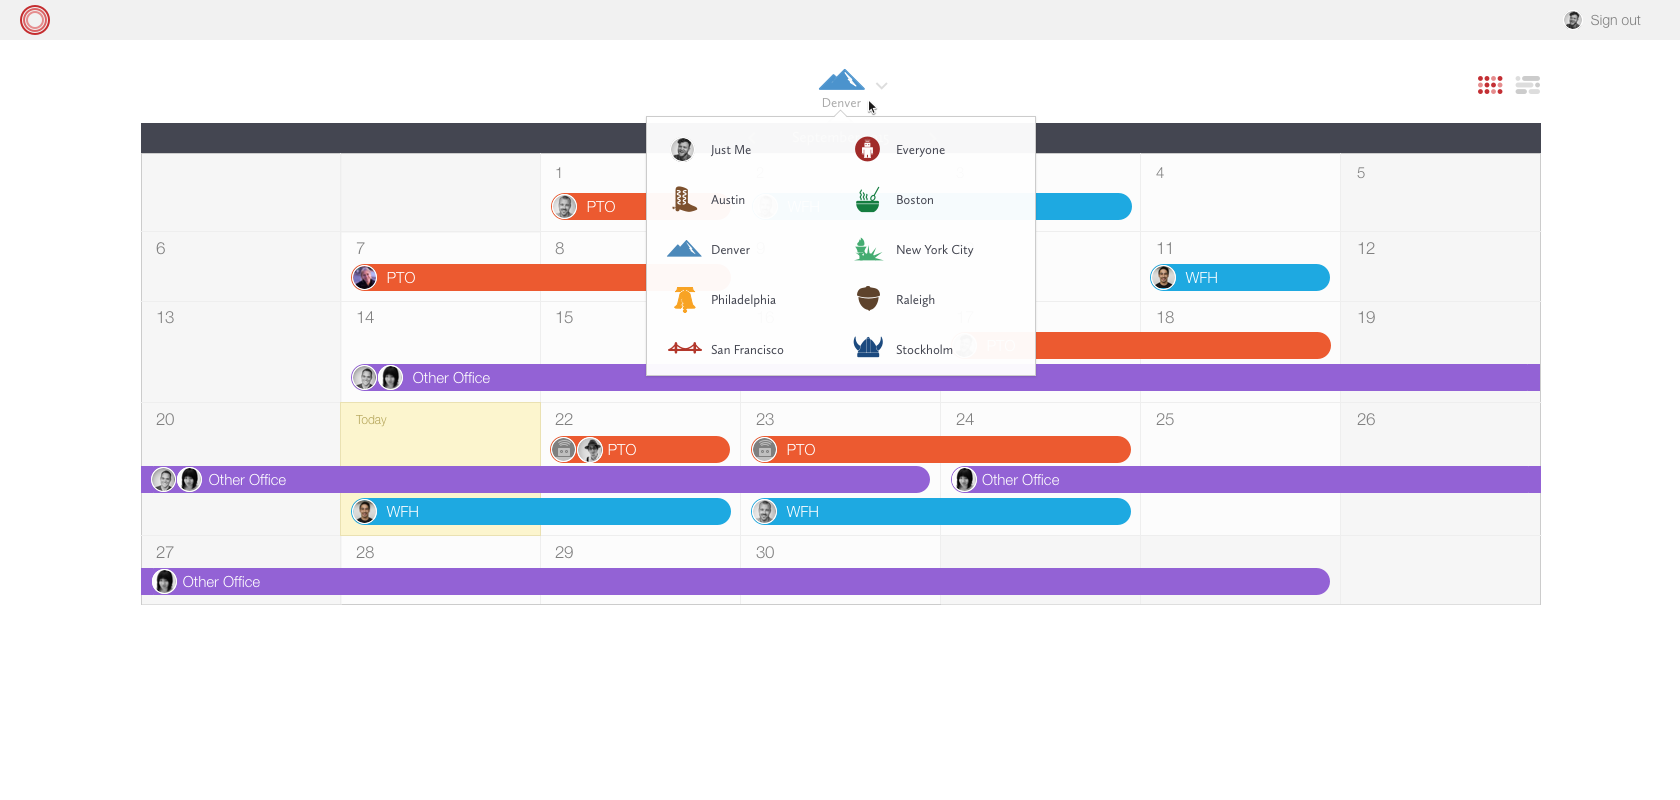 Sign out
Denver
Just Me
Everyone
Austin
Boston
Denver
New York City
Philadelphia
Raleigh
San Francisco
Stockholm
1
4
5
PTO
6
7
8
11
12
PTO
WFH
13
14
15
18
19
Other Office
20
Today
22
23
24
25
26
PTO
PTO
Other Office
Other Office
WFH
WFH
27
28
29
30
Other Office